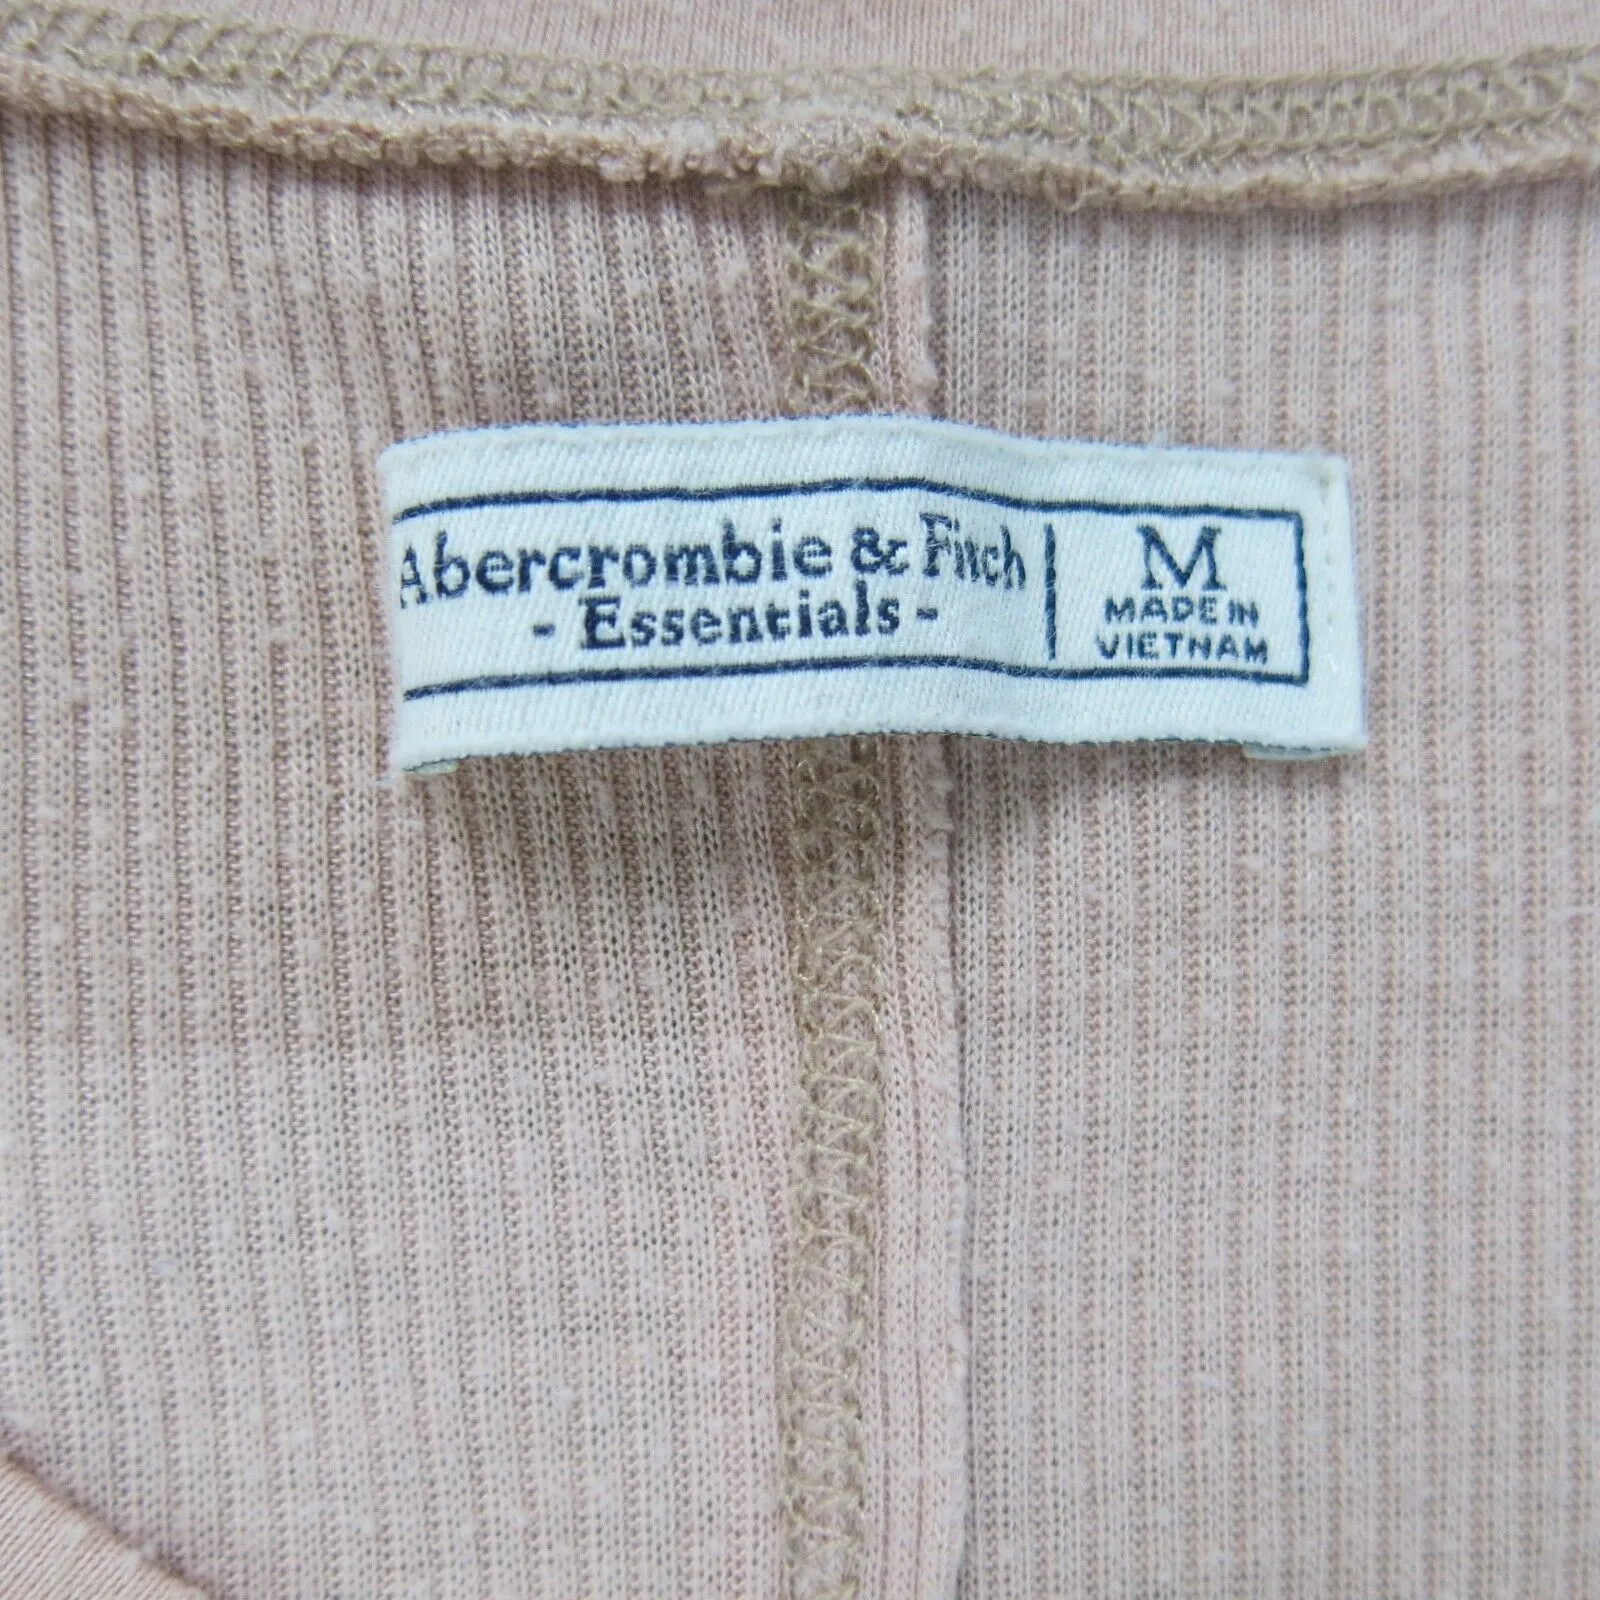 Abercrombie & Fitch
- Essentials -
M
MADE IN
VIETNAM